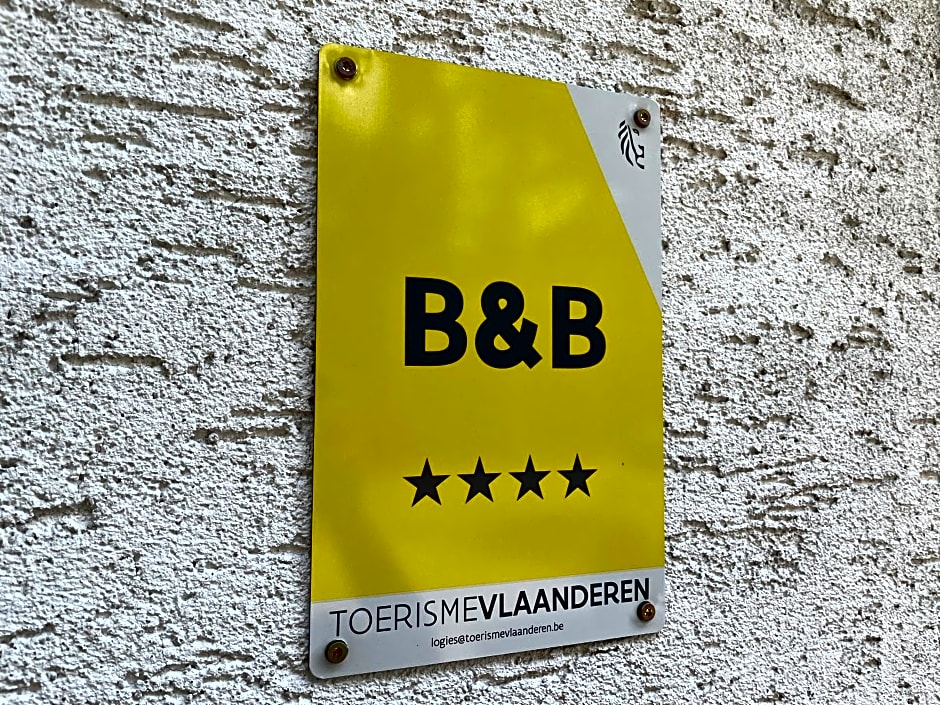 B&B
★★★★
TOERISMEVLAANDEREN
logies@toerismevlaanderen.be